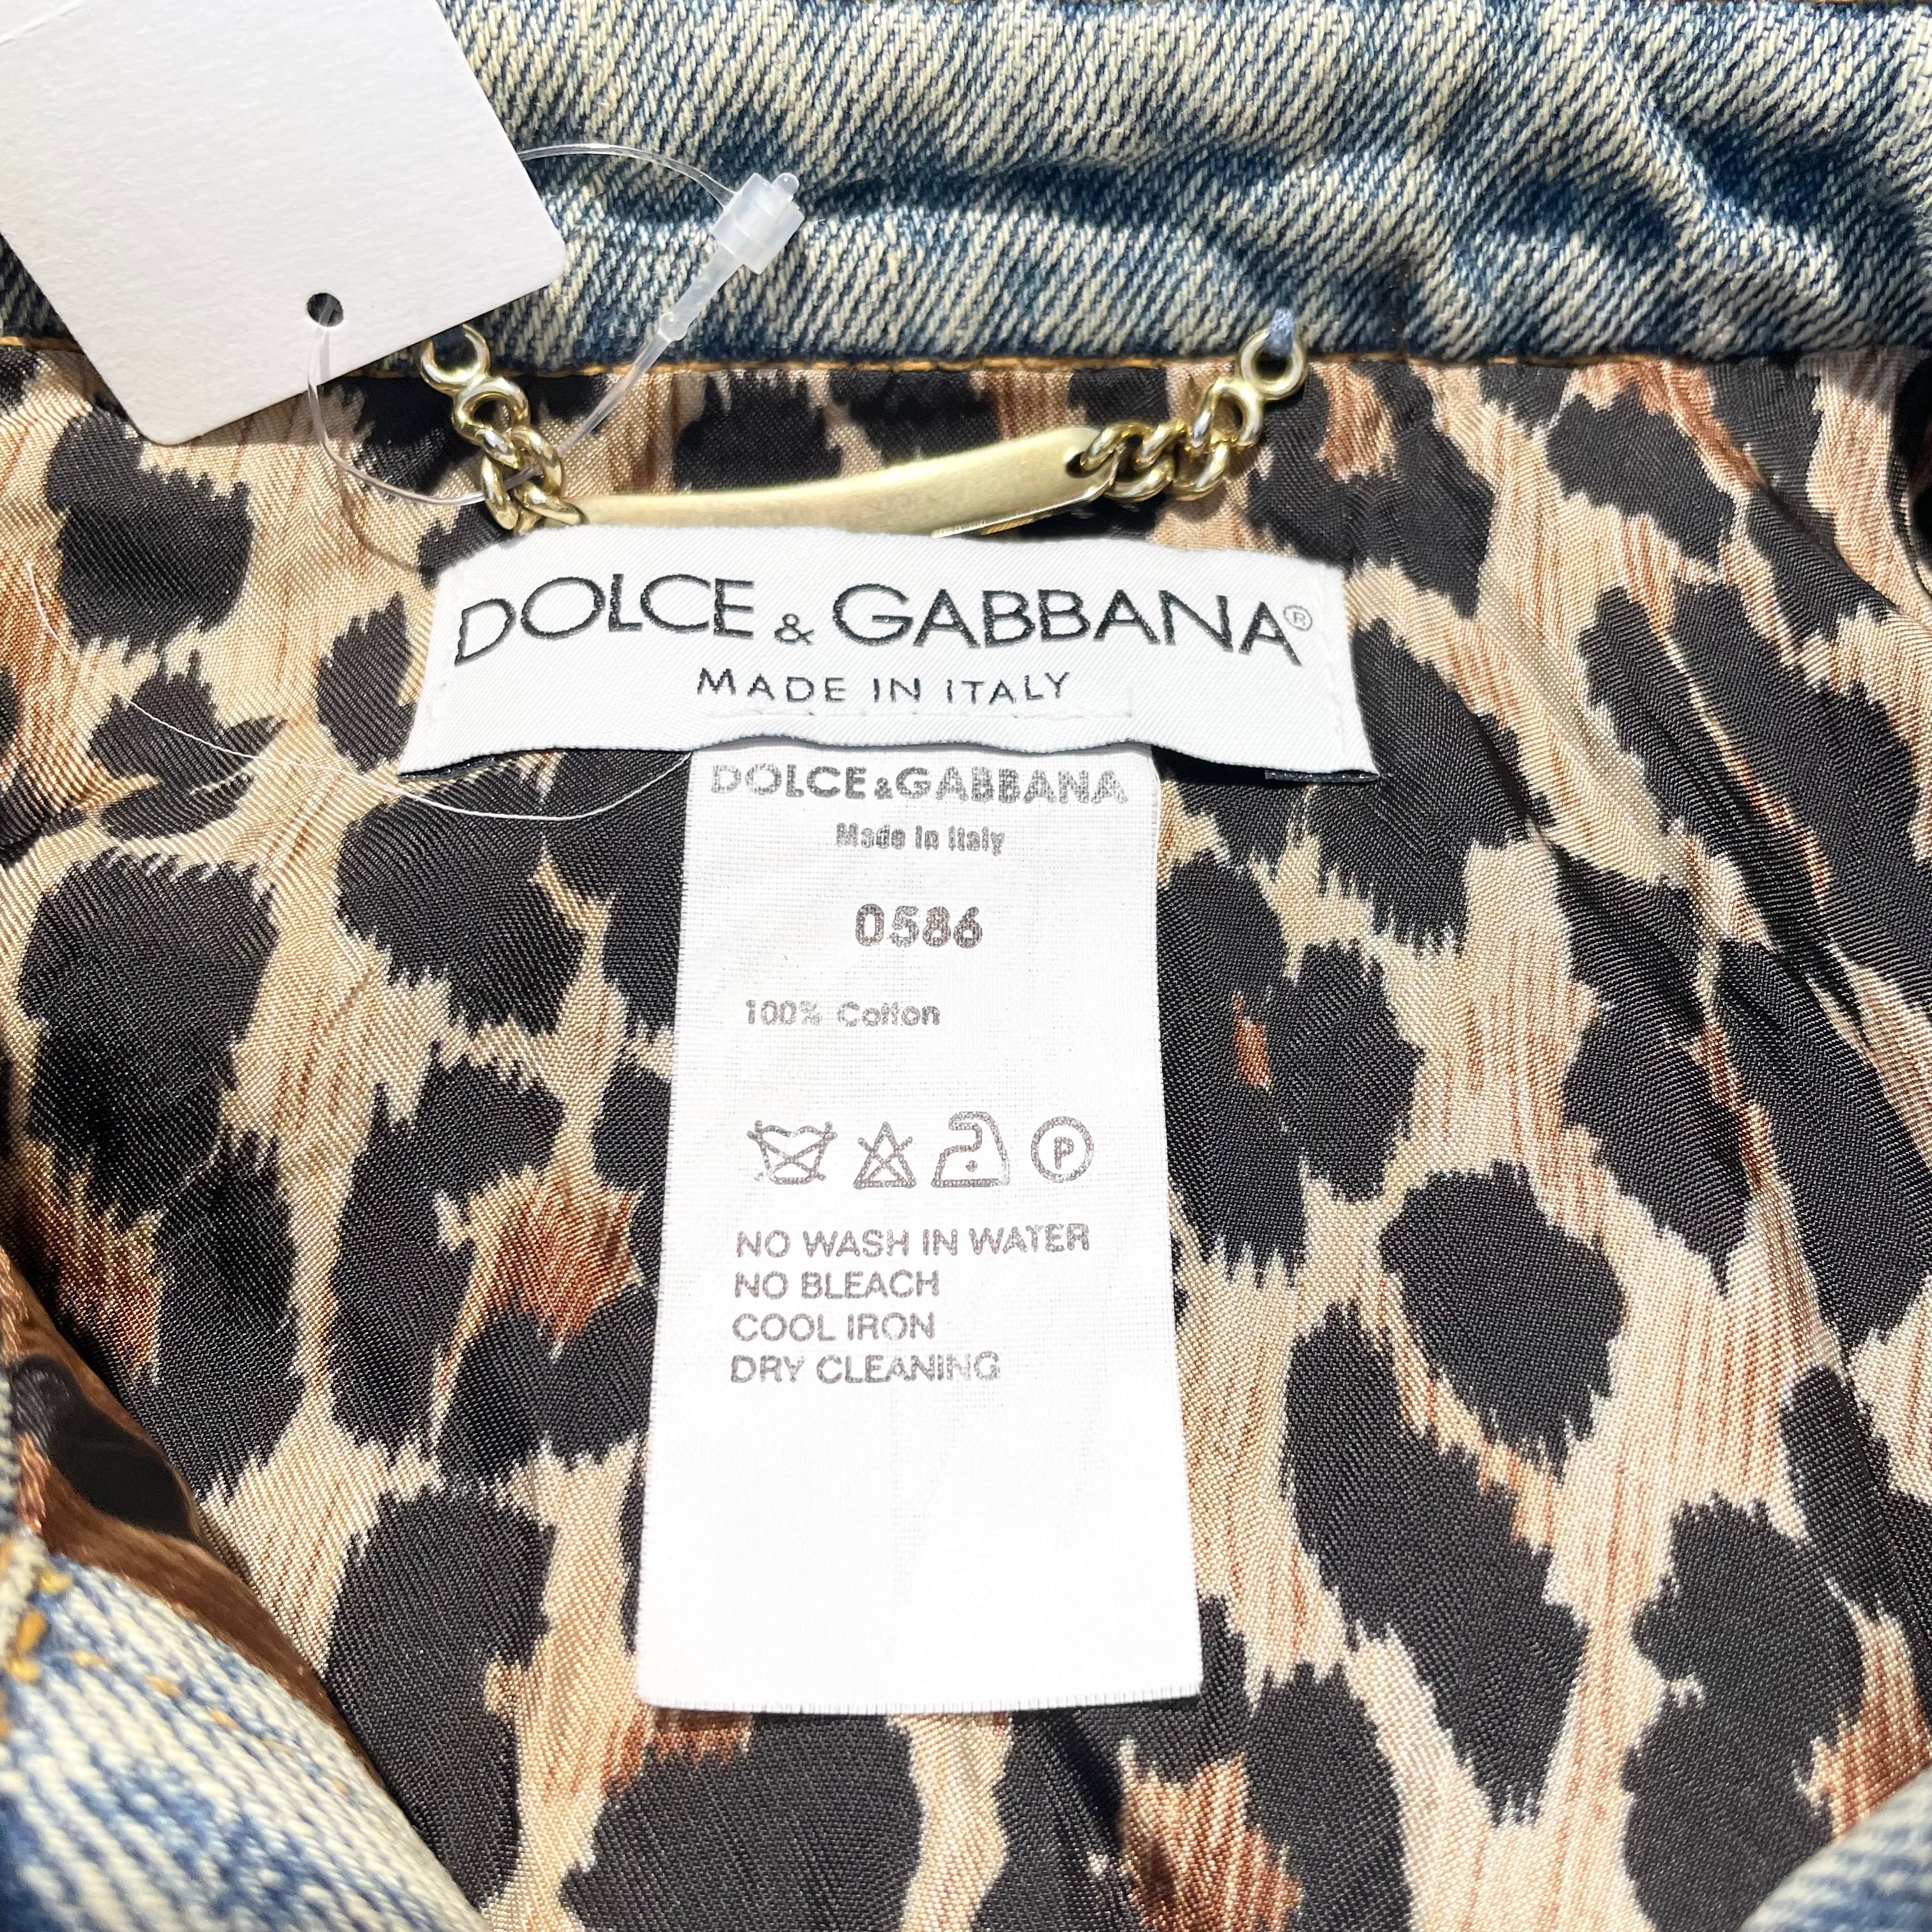 DOLCE & GABBANA®
MADE IN ITALY
DOLCE & GABBANA
Made in Italy
0586
100% Cotton
P
NO WASH IN WATER
NO BLEACH
COOL IRON
DRY CLEANING